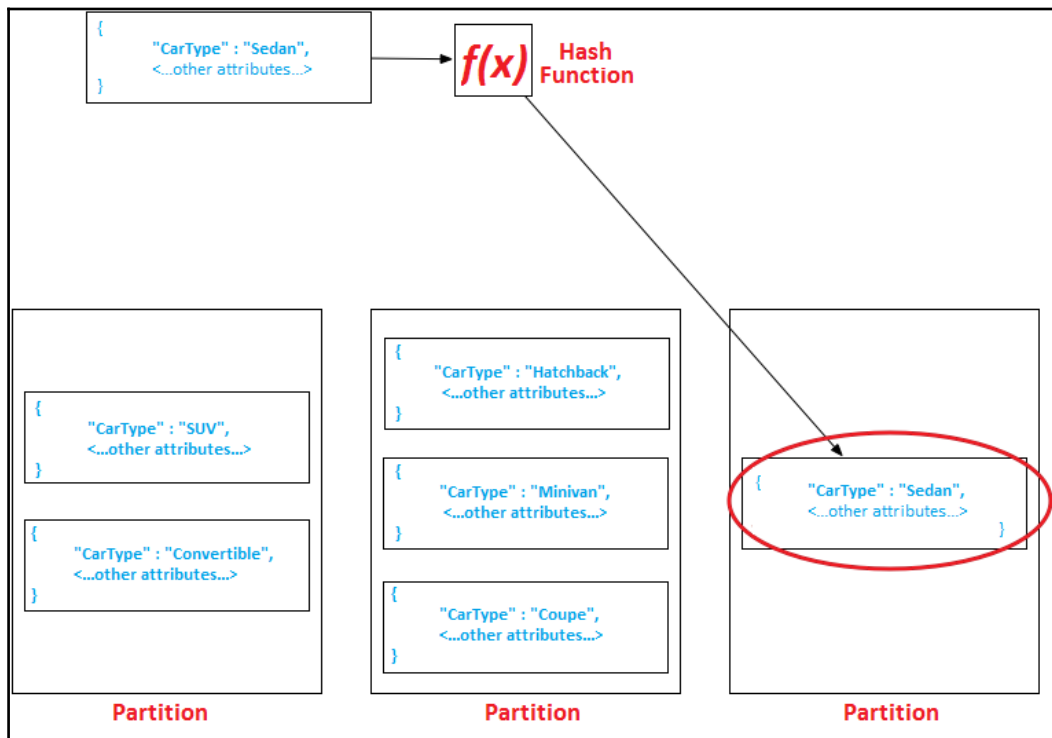 {
"CarType" : "Sedan",
<...other attributes...>
}
f(x)
Hash
Function
{
"CarType" : "SUV",
<...other attributes...>
}
{
"CarType" : "Convertible",
<...other attributes...>
}
Partition
{
"CarType" : "Hatchback",
<...other attributes...>
}
{
"CarType" : "Minivan",
<...other attributes...>
}
{
"CarType" : "Coupe",
<...other attributes...>
}
Partition
{
"CarType" : "Sedan",
<...other attributes...>
}
Partition